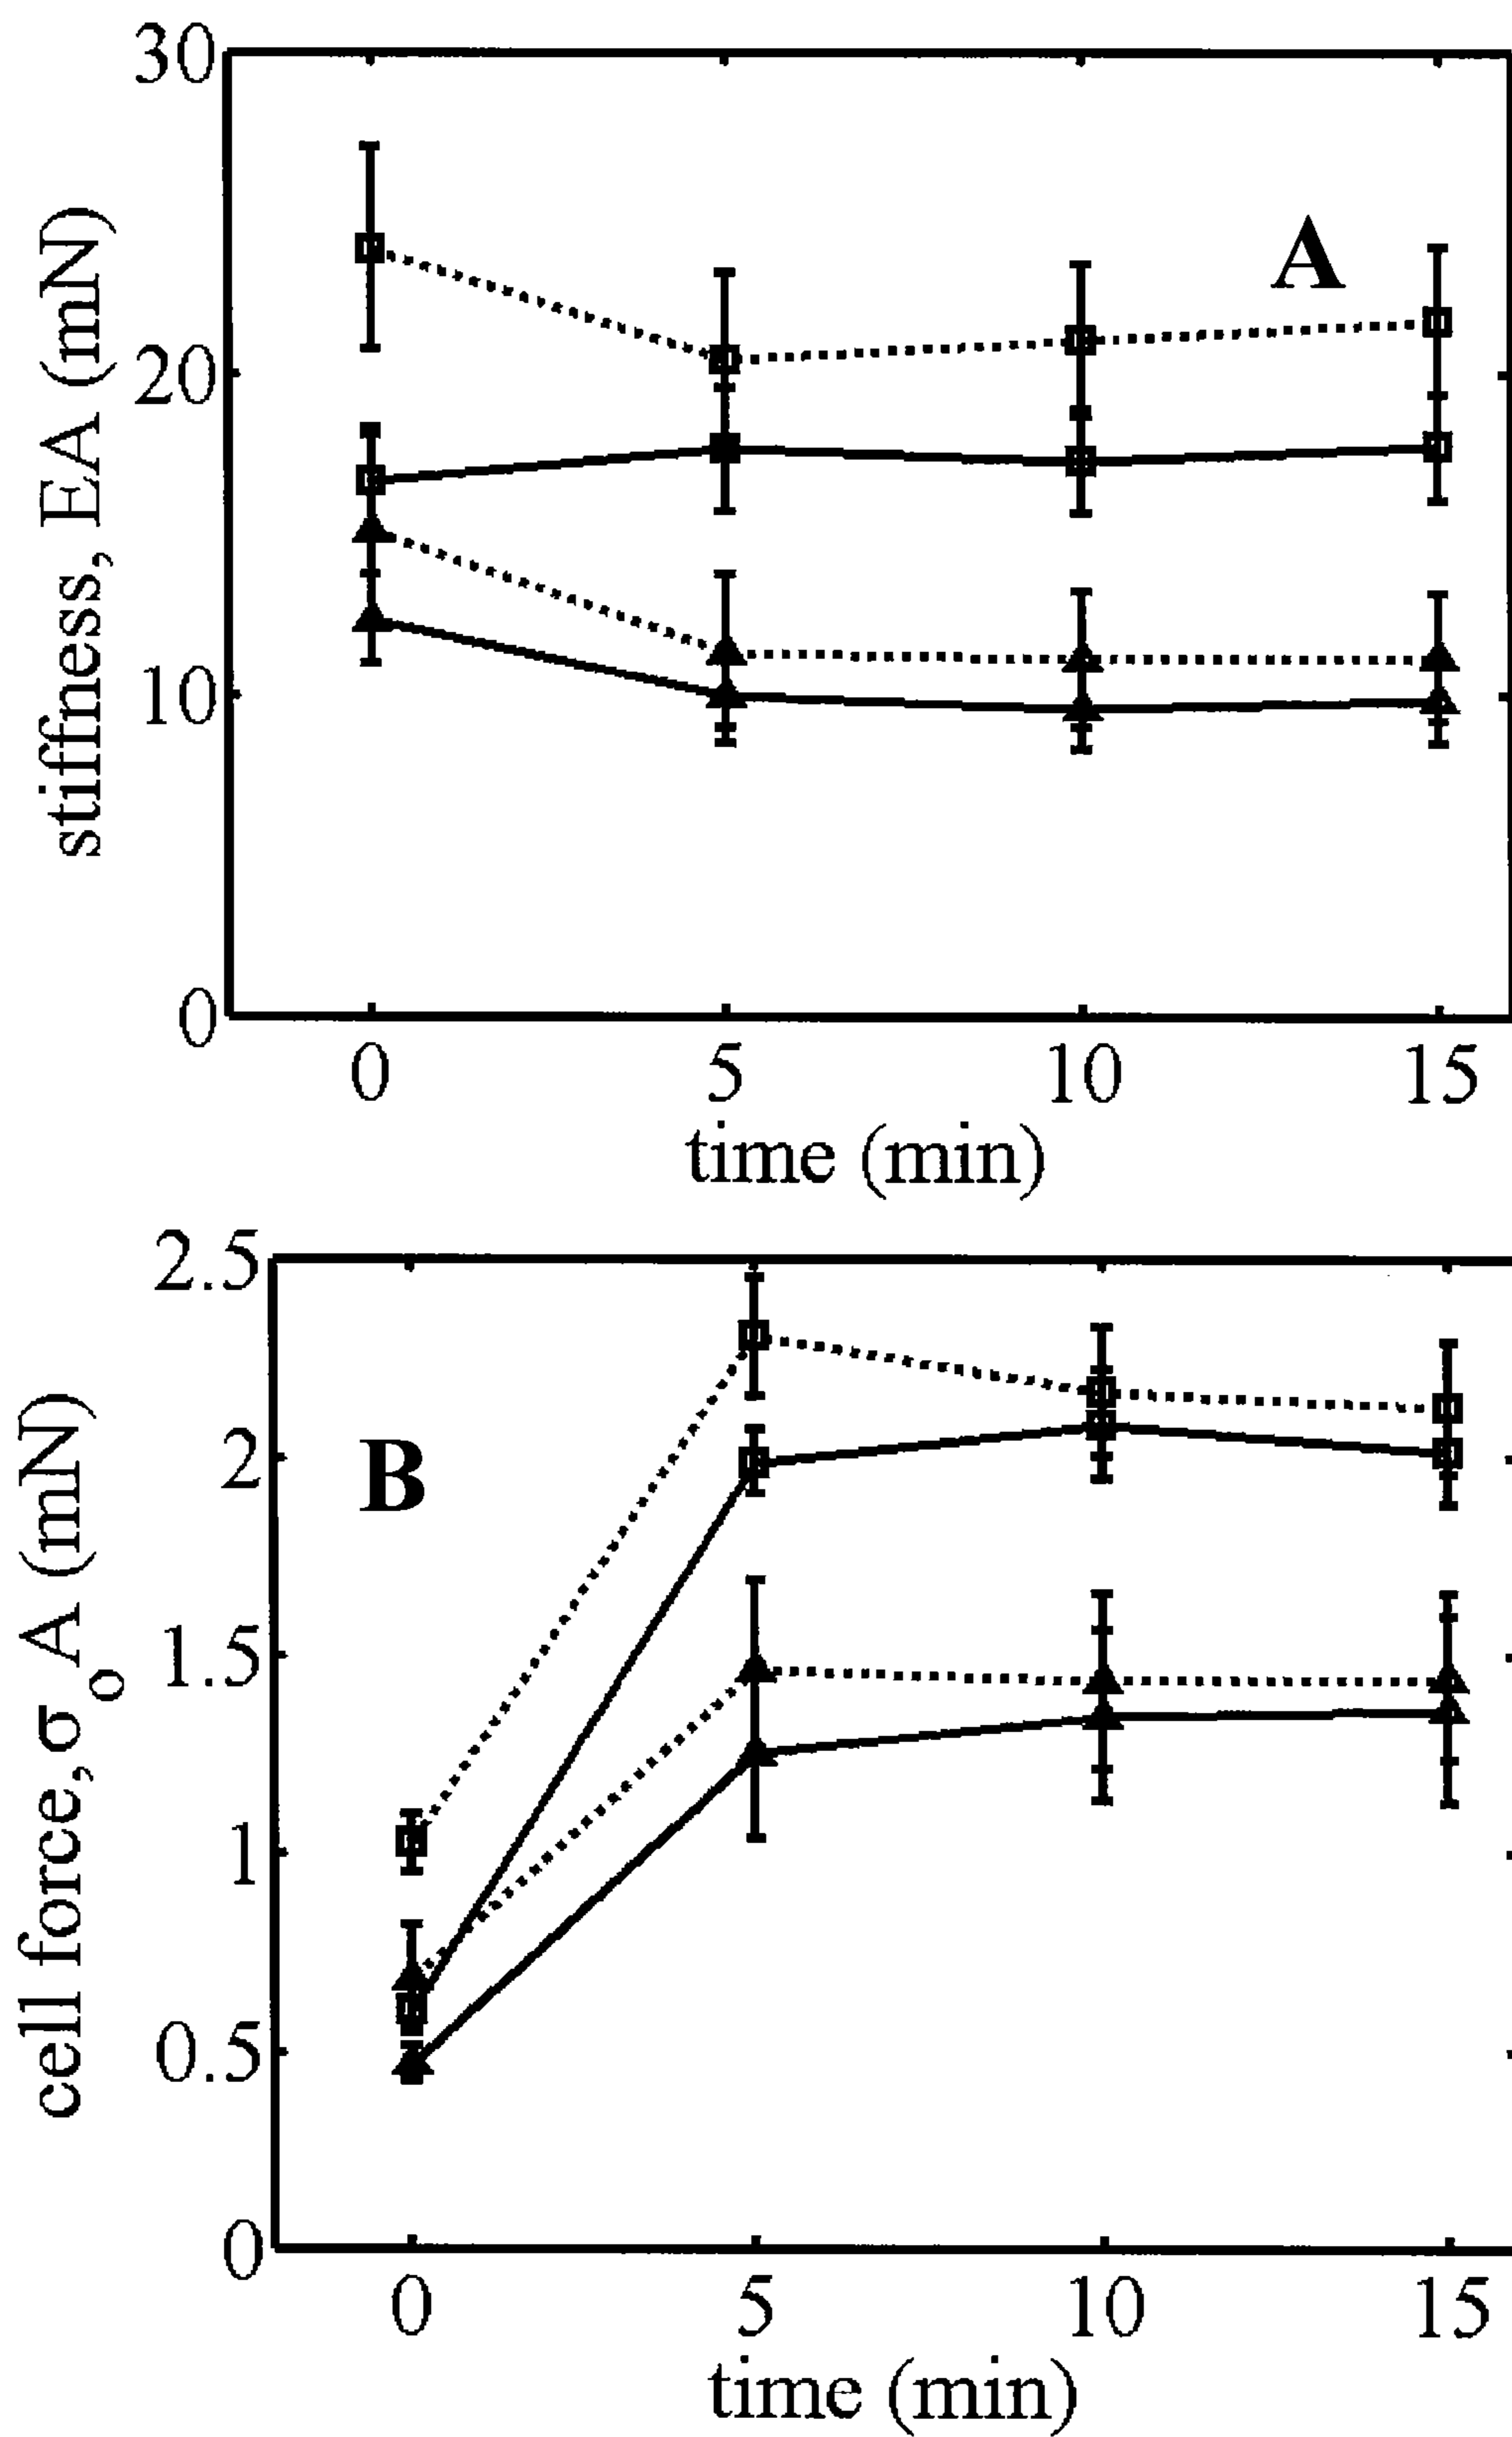 30
20
10
0
stiffness, EA (mN)
A
0 5 10 15
time (min)
2.5
2
1.5
1
0.5
0
cell force, σo A (mN)
B
0 5 10 15
time (min)